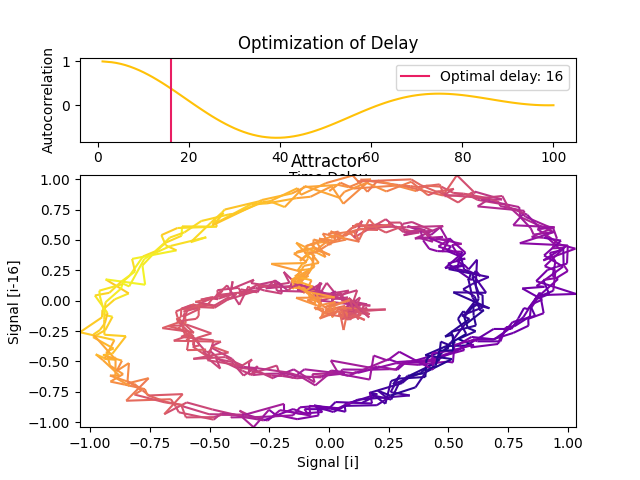 Optimization of Delay
Autocorrelation
1
0
Optimal delay: 16
0 20 40 60 80 100
Attractor
Signal [i-16]
1.00
0.75
0.50
0.25
0.00
−0.25
−0.50
−0.75
−1.00
−1.00 −0.75 −0.50 −0.25 0.00 0.25 0.50 0.75 1.00
Signal [i]